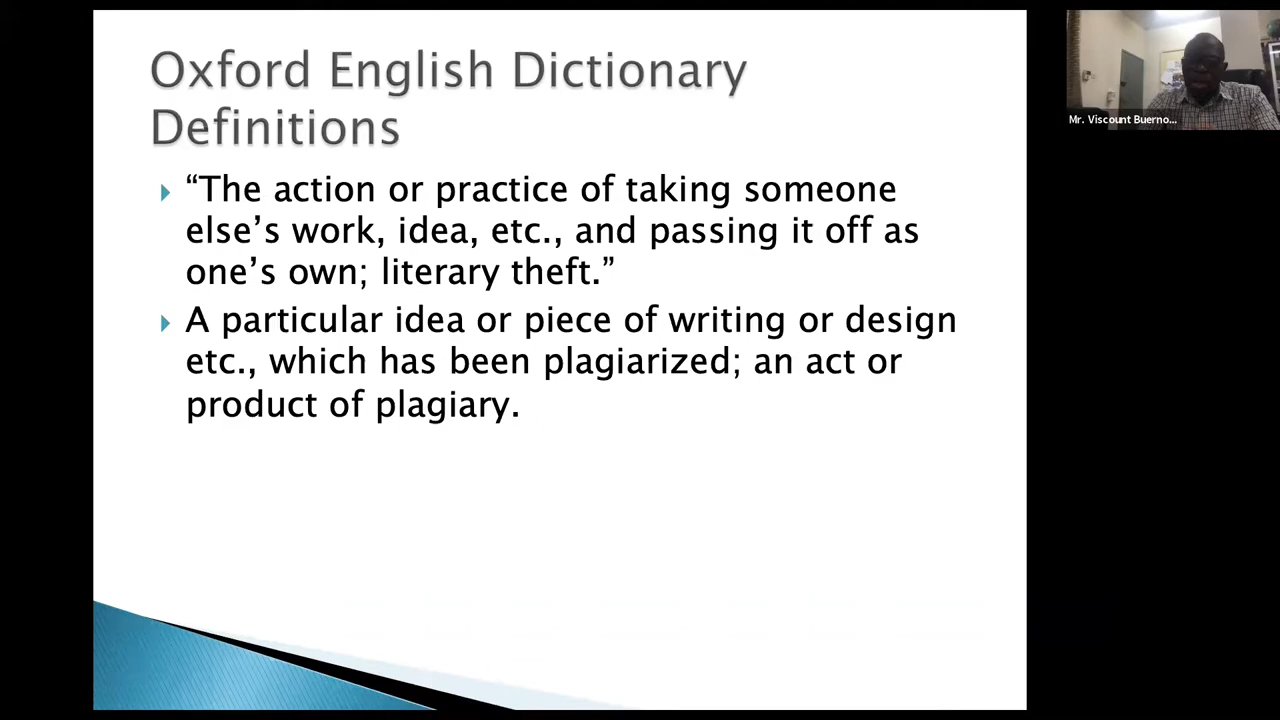 Oxford English Dictionary
Definitions
“The action or practice of taking someone
else’s work, idea, etc., and passing it off as
one’s own; literary theft.”
A particular idea or piece of writing or design
etc., which has been plagiarized; an act or
product of plagiary.
Mr. Viscount Buerno...